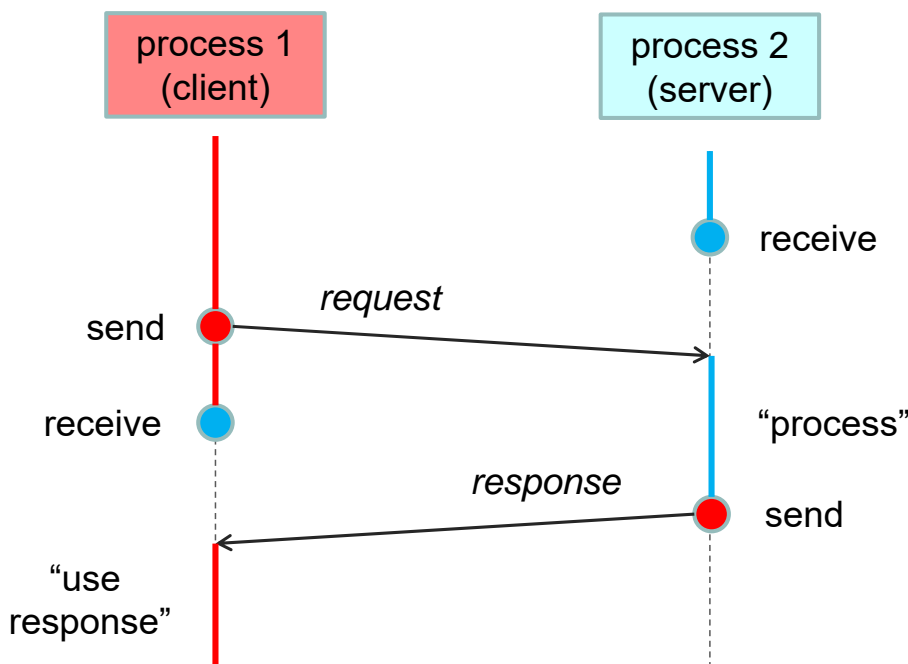 process 1
(client)
process 2
(server)
receive
request
send
receive
“process”
response
send
“use
response”